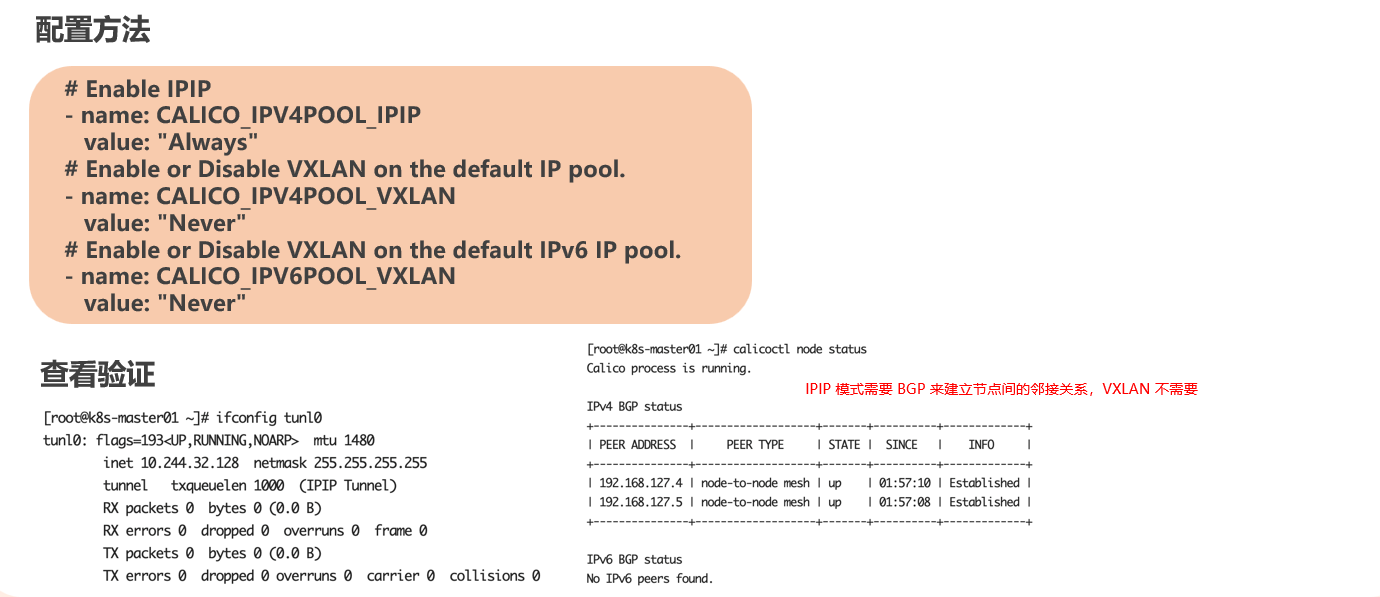 配置方法
# Enable IPIP
- name: CALICO_IPV4POOL_IPIP
value: "Always"
# Enable or Disable VXLAN on the default IP pool.
- name: CALICO_IPV4POOL_VXLAN
value: "Never"
# Enable or Disable VXLAN on the default IPv6 IP pool.
- name: CALICO_IPV6POOL_VXLAN
value: "Never"
查看验证
[root@k8s-master01 ~]# ifconfig tunl0
tunl0: flags=193<UP,RUNNING,NOARP>  mtu 1480
inet 10.244.32.128  netmask 255.255.255.255
tunnel   txqueuelen 1000  (IPIP Tunnel)
RX packets 0  bytes 0 (0.0 B)
RX errors 0  dropped 0  overruns 0  frame 0
TX packets 0  bytes 0 (0.0 B)
TX errors 0  dropped 0 overruns 0  carrier 0  collisions 0
[root@k8s-master01 ~]# calicoctl node status
Calico process is running.
IPIP 模式需要 BGP 来建立节点间的邻接关系，VXLAN 不需要
IPv4 BGP status
+---------------+-------------------+-------+----------+-------------+
| PEER ADDRESS  |     PEER TYPE     | STATE |  SINCE   |    INFO     |
+---------------+-------------------+-------+----------+-------------+
| 192.168.127.4 | node-to-node mesh | up    | 01:57:10 | Established |
| 192.168.127.5 | node-to-node mesh | up    | 01:57:08 | Established |
+---------------+-------------------+-------+----------+-------------+
IPv6 BGP status
No IPv6 peers found.